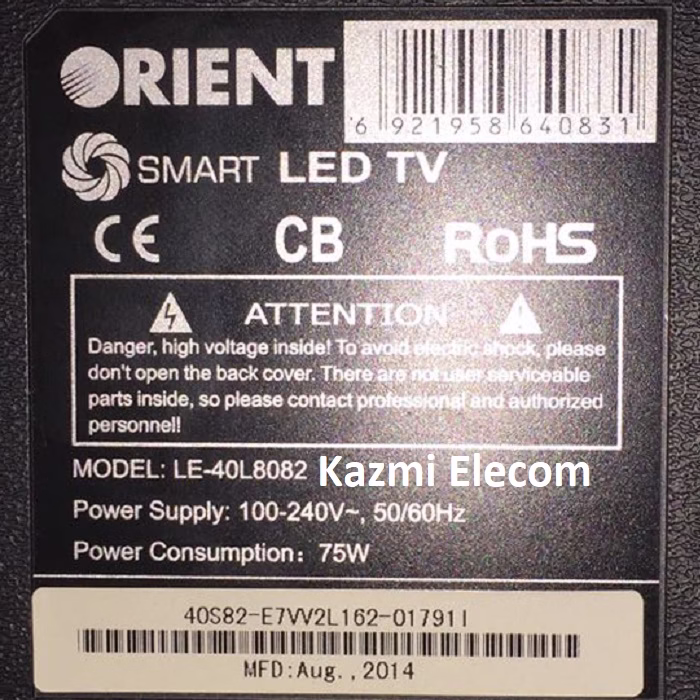 ORIENT
6 921958 640831
SMART LED TV
CE CB RoHS
ATTENTION
Danger, high voltage inside! To avoid electric shock, please
don't open the back cover. There are not user serviceable
parts inside, so please contact professional and authorized
personnel!
MODEL: LE-40L8082 Kazmi Elecom
Power Supply: 100-240V~, 50/60Hz
Power Consumption: 75W
40S82-E7VV2L162-01791I
MFD:Aug.,2014